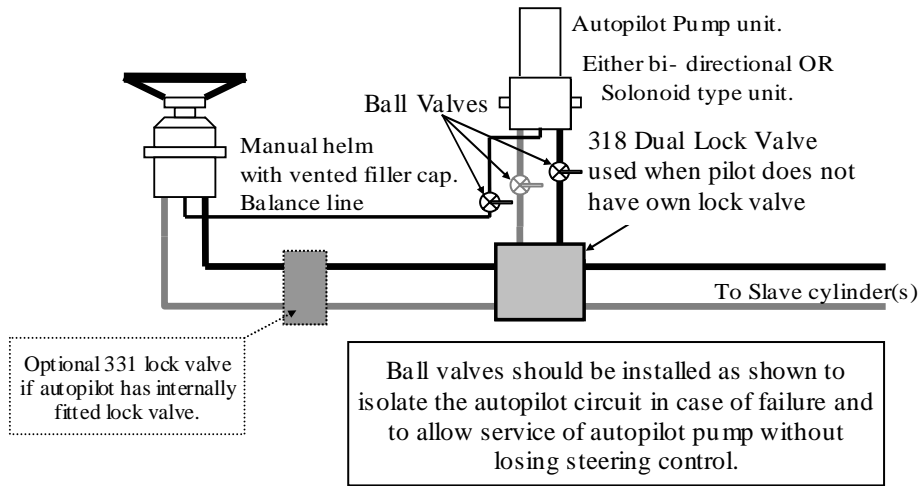 Autopilot Pump unit.
Either bi- directional OR
Solonoid type unit.
Ball Valves
318 Dual Lock Valve
used when pilot does not
have own lock valve
Manual helm
with vented filler cap.
Balance line
To Slave cylinder(s)
Optional 331 lock valve
if autopilot has internally
fitted lock valve.
Ball valves should be installed as shown to
isolate the autopilot circuit in case of failure and
to allow service of autopilot pump without
losing steering control.